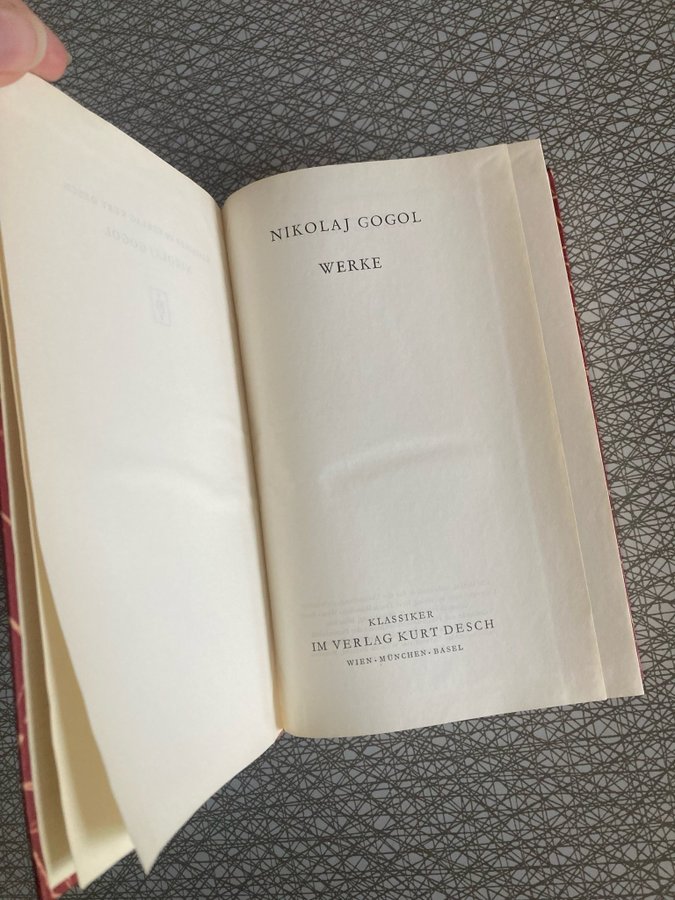 NIKOLAJ GOGOL
WERKE
KLASSIKER
IM VERLAG KURT DESCH
WIEN · MÜNCHEN · BASEL